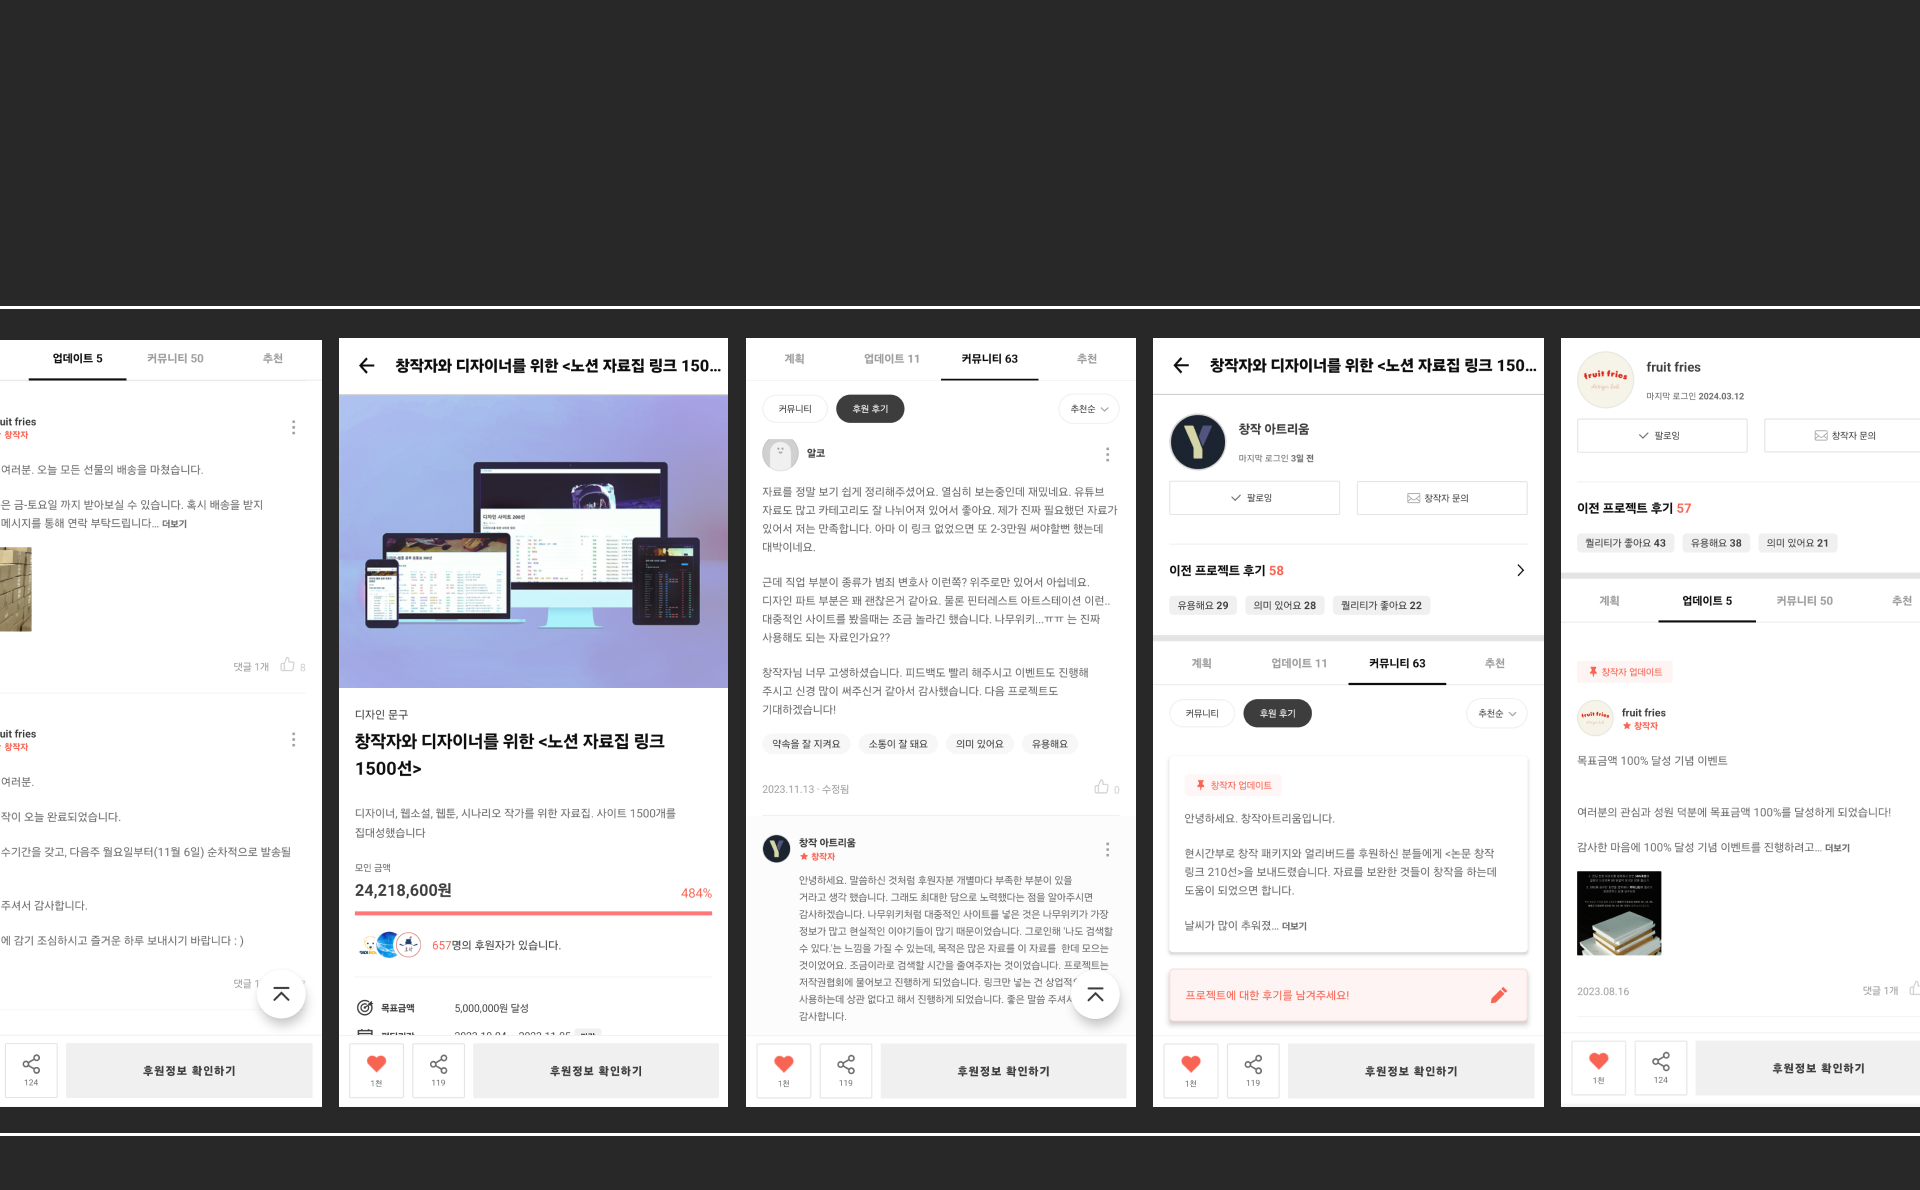 업데이트 5
커뮤니티 50
추천
uit fries
창작자
여러분. 오늘 모든 선물의 배송을 마쳤습니다.
은 금-토요일 까지 받아보실 수 있습니다. 혹시 배송을 받지
메시지를 통해 연락 부탁드립니다... 더보기
댓글 1개
8
uit fries
창작자
여러분.
작이 오늘 완료되었습니다.
수기간을 갖고, 다음주 월요일부터(11월 6일) 순차적으로 발송될
주셔서 감사합니다.
에 감기 조심하시고 즐거운 하루 보내시기 바랍니다 : )
댓글 1
124
후원정보 확인하기
창작자와 디자이너를 위한 <노션 자료집 링크 150...
디자인 사이트 200선
디자인 문구
창작자와 디자이너를 위한 <노션 자료집 링크
1500선>
디자이너, 웹소설, 웹툰, 시나리오 작가를 위한 자료집. 사이트 1500개를
집대성했습니다
모인 금액
24,218,600원
484%
657명의 후원자가 있습니다.
목표금액
5,000,000원 달성
1천
119
후원정보 확인하기
계획
업데이트 11
커뮤니티 63
추천
커뮤니티
후원 후기
추천순
알코
자료를 정말 보기 쉽게 정리해주셨어요. 열심히 보는중인데 재밌네요. 유튜브
자료도 많고 카테고리도 잘 나뉘어져 있어서 좋아요. 제가 진짜 필요했던 자료가
있어서 저는 만족합니다. 아마 이 링크 없었으면 또 2-3만원 써야할뻔 했는데
대박이네요.
근데 직업 부분이 종류가 범죄 변호사 이런쪽? 위주로만 있어서 아쉽네요.
디자인 파트 부분은 꽤 괜찮은거 같아요. 물론 핀터레스트 아트스테이션 이런..
대중적인 사이트를 봤을때는 조금 놀라긴 했습니다. 나무위키...ㅠㅠ 는 진짜
사용해도 되는 자료인가요??
창작자님 너무 고생하셨습니다. 피드백도 빨리 해주시고 이벤트도 진행해
주시고 신경 많이 써주신거 같아서 감사했습니다. 다음 프로젝트도
기대하겠습니다!
약속을 잘 지켜요
소통이 잘 돼요
의미 있어요
유용해요
2023.11.13 · 수정됨
0
창작 아트리움
창작자
안녕하세요. 말씀하신 것처럼 후원자분 개별마다 부족한 부분이 있을
거라고 생각 했습니다. 그래도 최대한 담으로 노력했다는 점을 알아주시면
감사하겠습니다. 나무위키처럼 대중적인 사이트를 넣은 것은 나무위키가 가장
정보가 많고 현실적인 이야기들이 많기 때문이었습니다. 그로인해 '나도 검색할
수 있다.'는 느낌을 가질 수 있는데, 목적은 많은 자료를 이 자료를  한데 모으는
것이었어요. 조금이라로 검색할 시간을 줄여주자는 것이었습니다. 프로젝트는
저작권협회에 물어보고 진행하게 되었습니다. 링크만 넣는 건 상업적
사용하는데 상관 없다고 해서 진행하게 되었습니다. 좋은 말씀 주셔서
감사합니다.
1천
119
후원정보 확인하기
창작자와 디자이너를 위한 <노션 자료집 링크 150...
창작 아트리움
마지막 로그인 3일 전
팔로잉
창작자 문의
이전 프로젝트 후기 58
유용해요 29
의미 있어요 28
퀄리티가 좋아요 22
계획
업데이트 11
커뮤니티 63
추천
커뮤니티
후원 후기
추천순
창작자 업데이트
안녕하세요. 창작아트리움입니다.
현시간부로 창작 패키지와 얼리버드를 후원하신 분들에게 <논문 창작
링크 210선>을 보내드렸습니다. 자료를 보완한 것들이 창작을 하는데
도움이 되었으면 합니다.
날씨가 많이 추워졌... 더보기
프로젝트에 대한 후기를 남겨주세요!
1천
119
후원정보 확인하기
fruit fries
fruit fries
마지막 로그인 2024.03.12
팔로잉
창작자 문의
이전 프로젝트 후기 57
퀄리티가 좋아요 43
유용해요 38
의미 있어요 21
계획
업데이트 5
커뮤니티 50
추천
창작자 업데이트
fruit fries
창작자
목표금액 100% 달성 기념 이벤트
여러분의 관심과 성원 덕분에 목표금액 100%를 달성하게 되었습니다!
감사한 마음에 100% 달성 기념 이벤트를 진행하려고... 더보기
2023.08.16
댓글 1개
1천
124
후원정보 확인하기